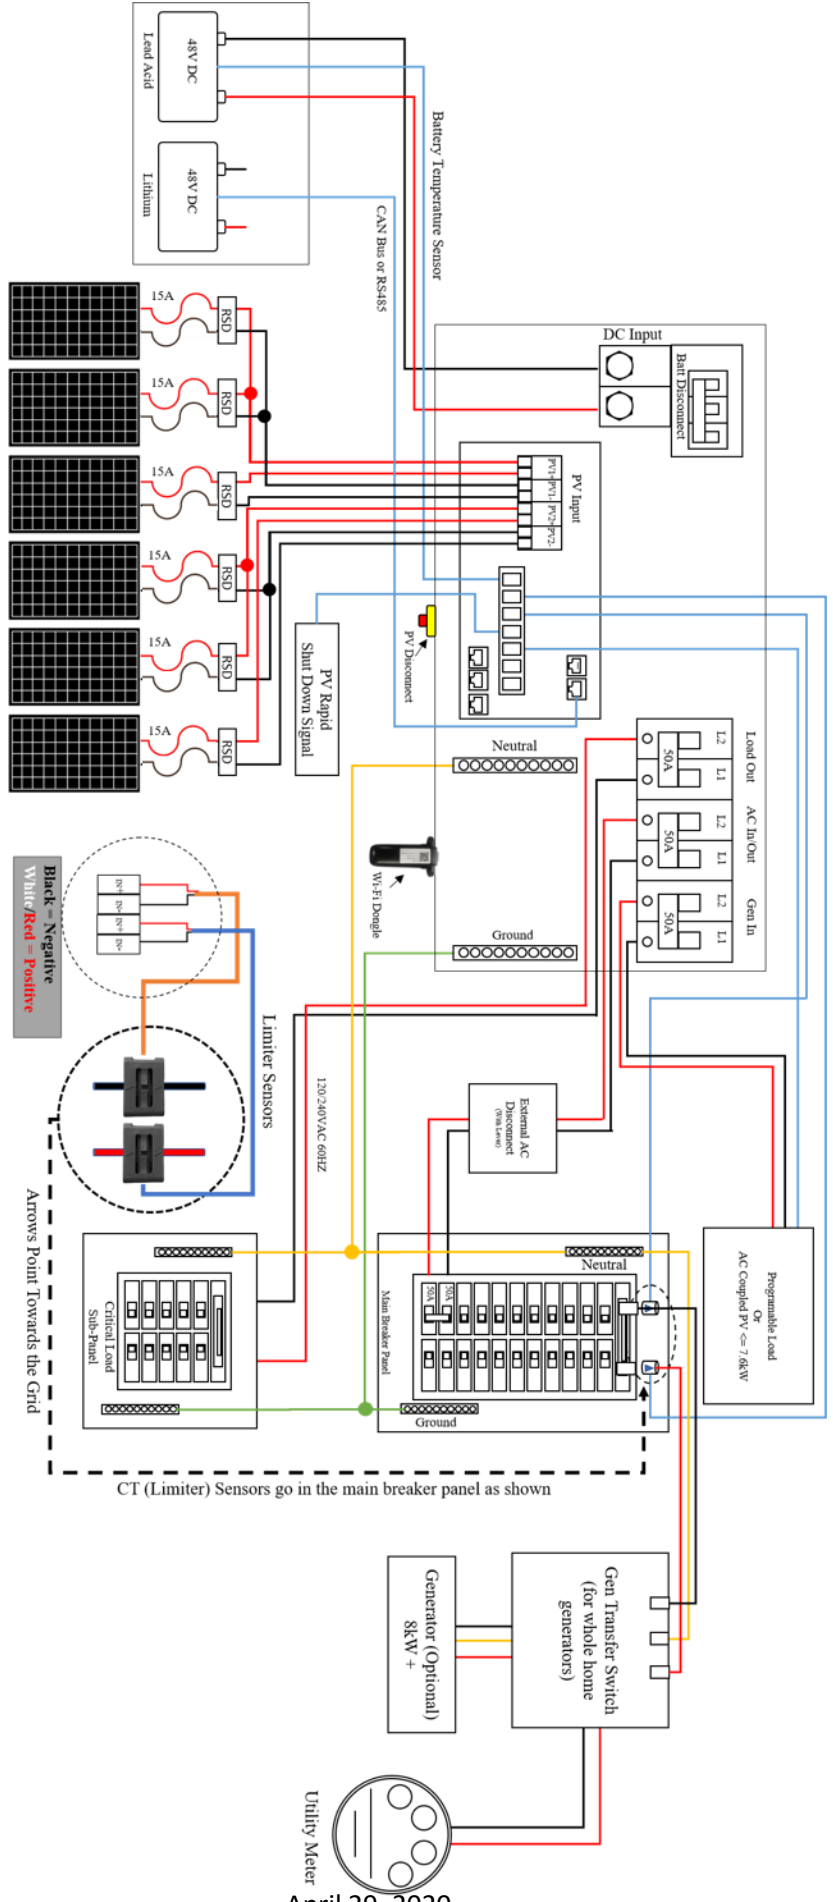 48V DC
Lead Acid
48V DC
Lithium
Battery Temperature Sensor
CAN Bus or RS485
DC Input
Batt Disconnect
PV Input
PV1+
PV1-
PV2+
PV2-
15A
RSD
15A
RSD
15A
RSD
15A
RSD
15A
RSD
15A
RSD
PV Disconnect
PV Rapid
Shut Down Signal
Neutral
Load Out
L2
L1
50A
AC In/Out
L2
L1
50A
Gen In
L2
L1
50A
Wi-Fi Dongle
Ground
IN+
IN-
IN+
IN-
Black = Negative
White/Red = Positive
Limiter Sensors
120/240VAC 60HZ
External AC
Disconnect
(With Lever)
Arrows Point Towards the Grid
Critical Load
Sub-Panel
Main Breaker Panel
Neutral
50A
50A
Ground
Programable Load
Or
AC Coupled PV <= 7.6kW
CT (Limiter) Sensors go in the main breaker panel as shown
Gen Transfer Switch
(for whole home
generators)
Generator (Optional)
8kW +
Utility Meter